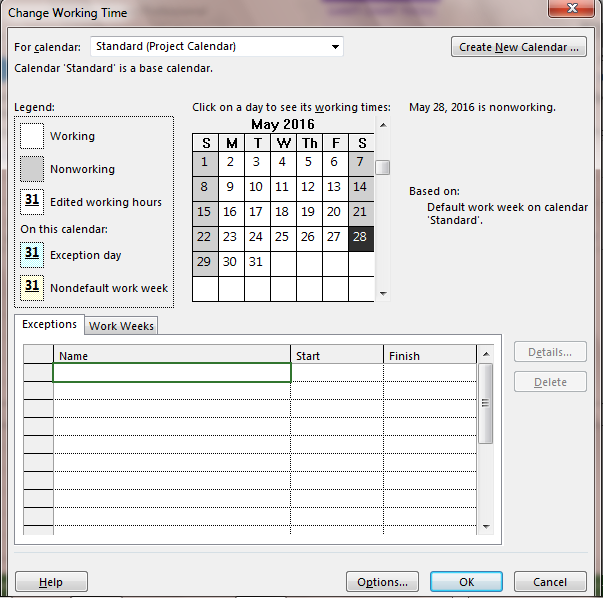 Change Working Time
For calendar: Standard (Project Calendar) Create New Calendar ...
Calendar 'Standard' is a base calendar.
Legend:
Working
Nonworking
31 Edited working hours
On this calendar:
31 Exception day
31 Nondefault work week
Click on a day to see its working times:
May 2016
S M T W Th F S
1 2 3 4 5 6 7
8 9 10 11 12 13 14
15 16 17 18 19 20 21
22 23 24 25 26 27 28
29 30 31
May 28, 2016 is nonworking.
Based on:
Default work week on calendar
'Standard'.
Exceptions Work Weeks
Name Start Finish
Details...
Delete
Help Options... OK Cancel